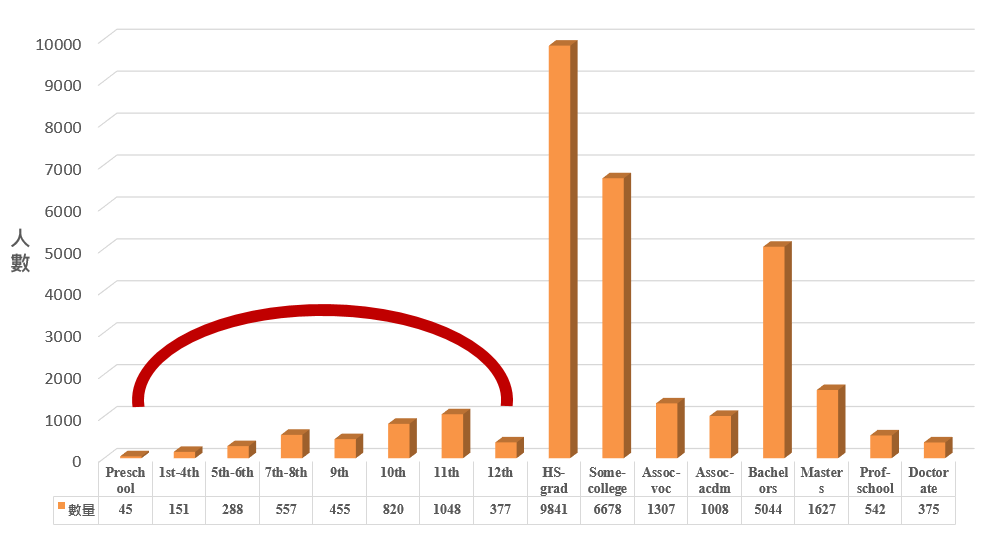 10000
9000
8000
7000
6000
5000
4000
3000
2000
1000
0
人數
Presch
ool
1st-4th
5th-6th
7th-8th
9th
10th
11th
12th
HS-
grad
Some-
college
Assoc-
voc
Assoc-
acdm
Bachel
ors
Master
s
Prof-
school
Doctor
ate
數量 45 151 288 557 455 820 1048 377 9841 6678 1307 1008 5044 1627 542 375